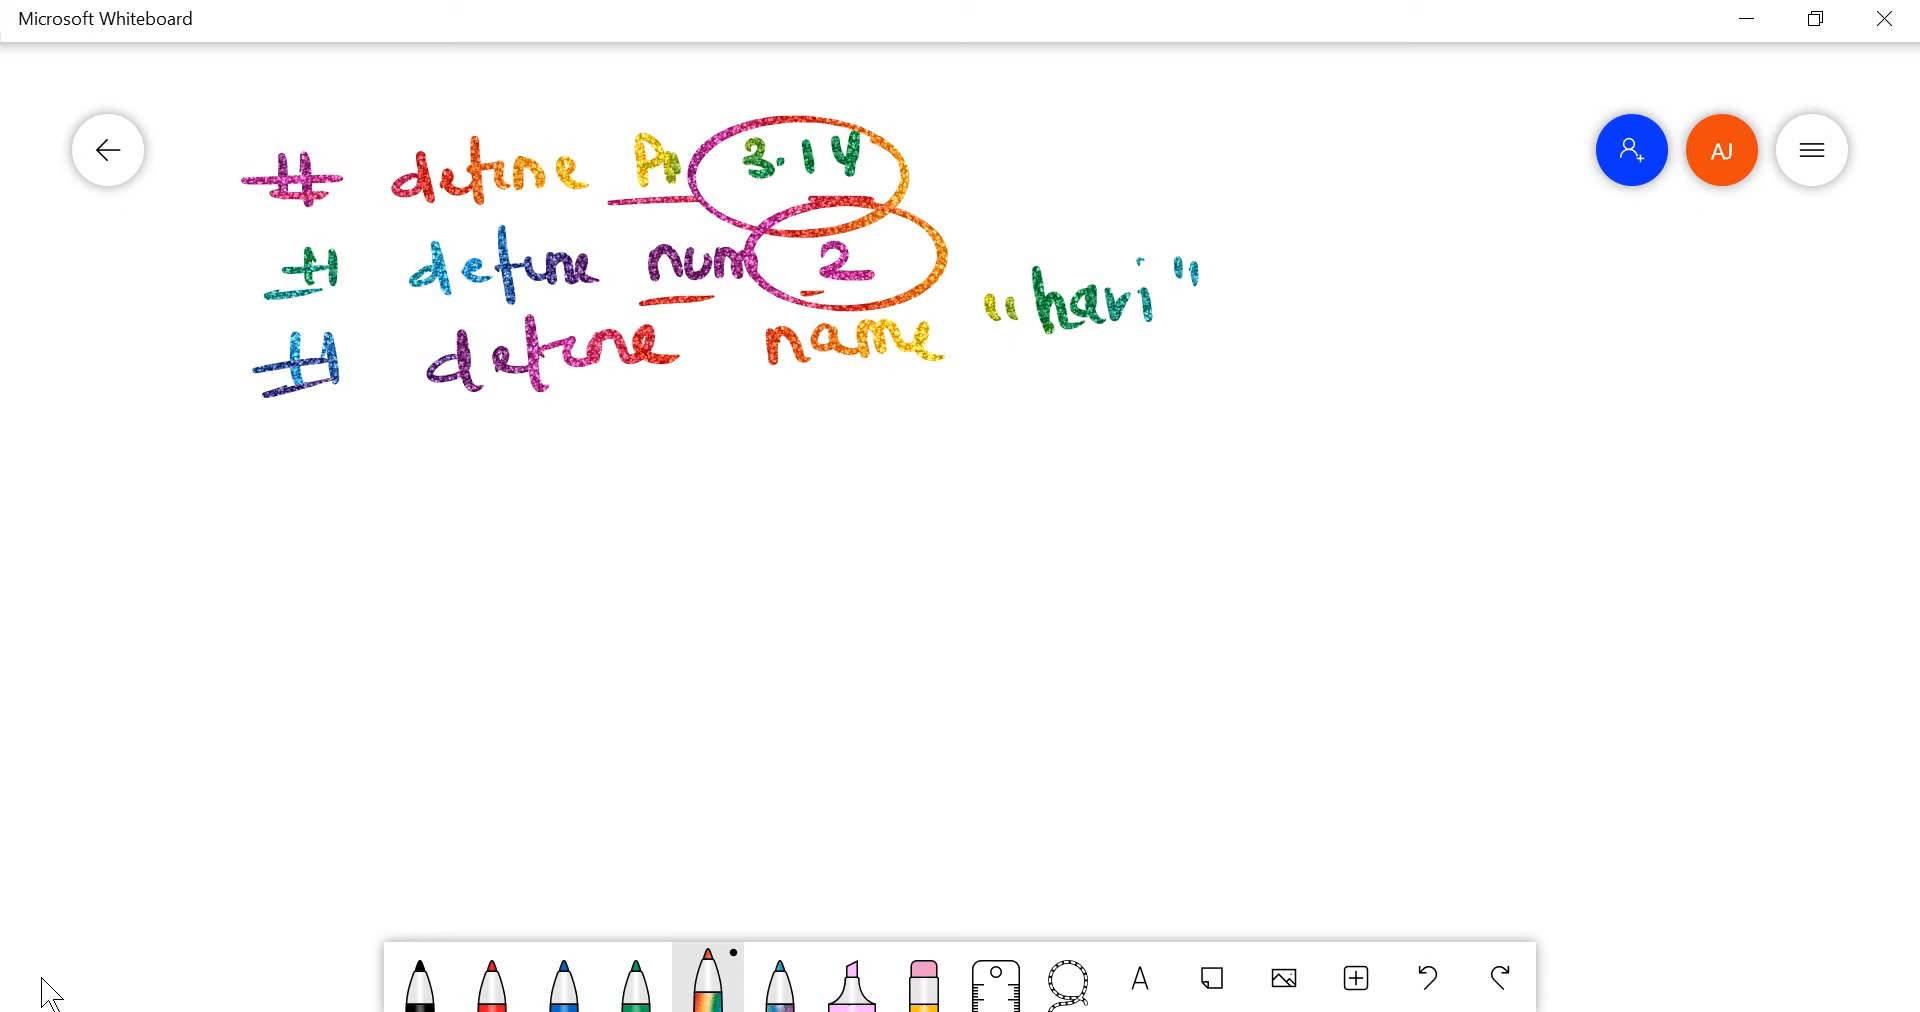 Microsoft Whiteboard
AJ
# define Pi 3.14
# define num 2
# define name "hari"
A